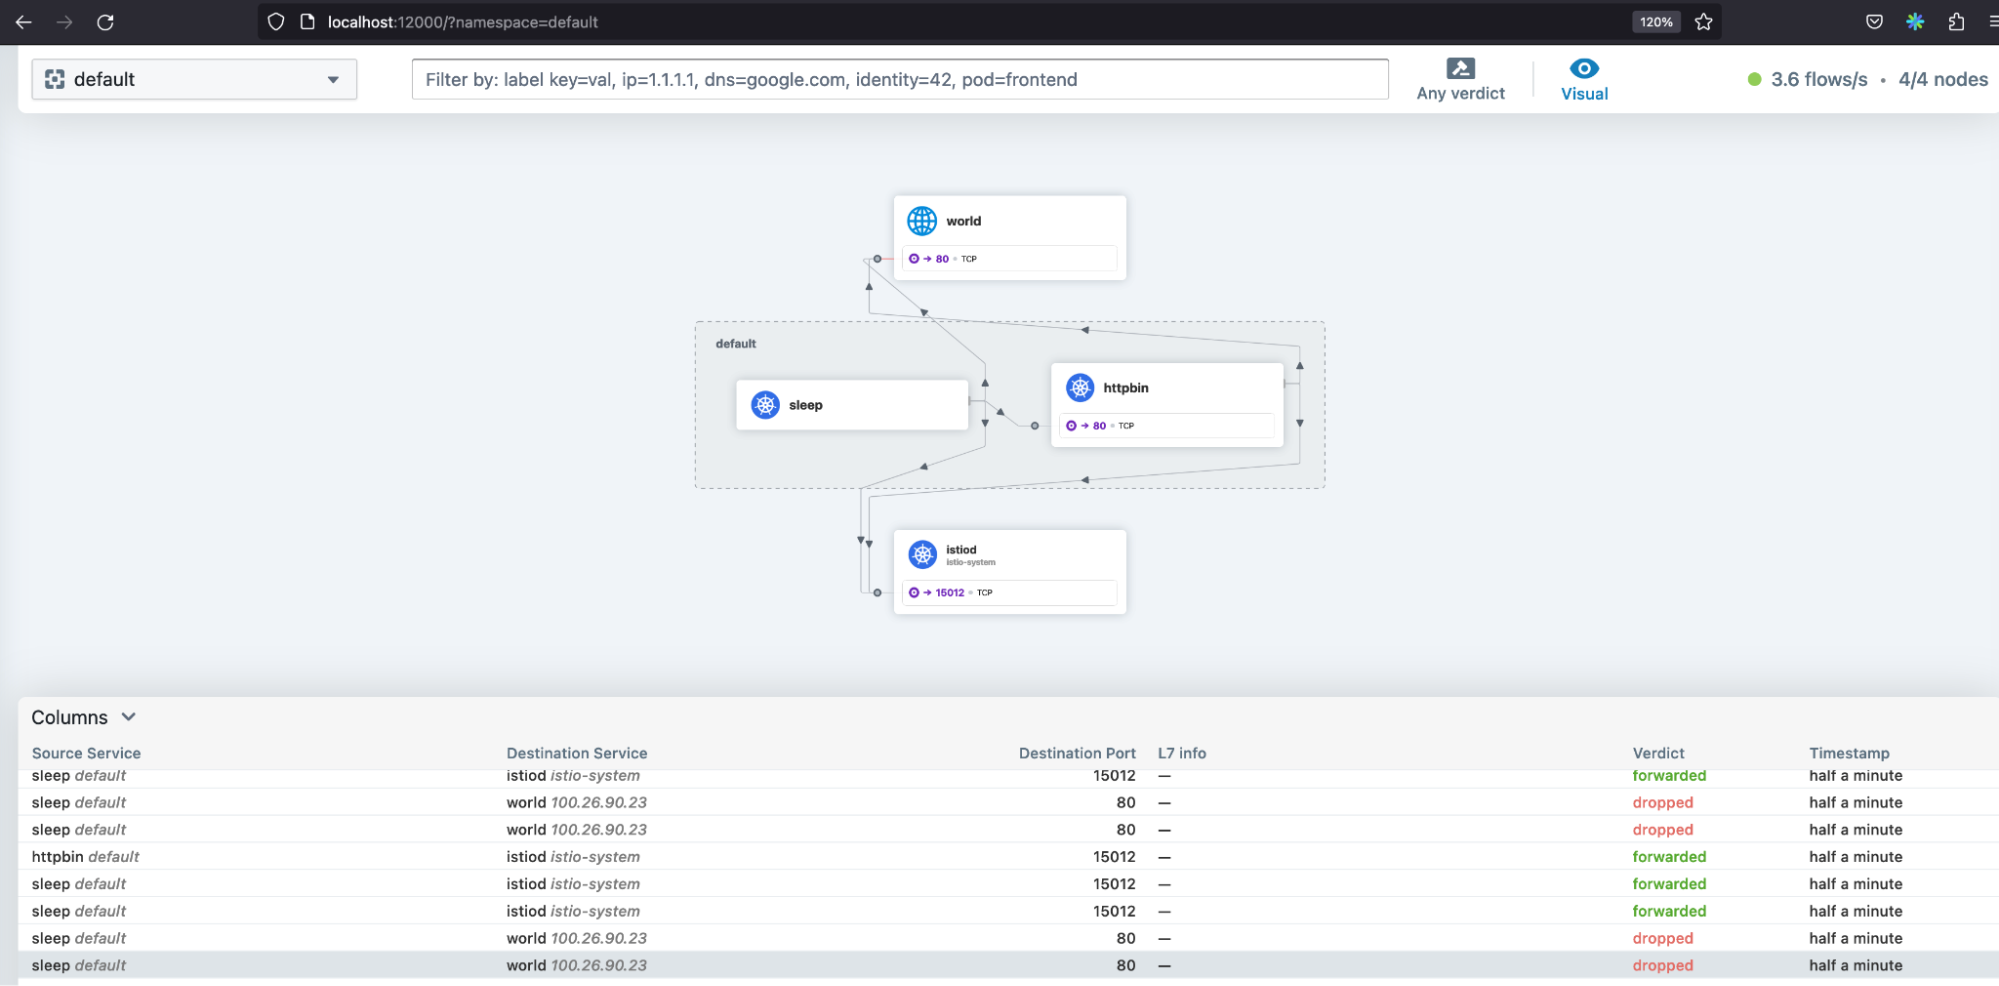 localhost:12000/?namespace=default
120%
default
Filter by: label key=val, ip=1.1.1.1, dns=google.com, identity=42, pod=frontend
Any verdict
Visual
3.6 flows/s • 4/4 nodes
world
→ 80 • TCP
default
sleep
httpbin
→ 80 • TCP
istiod
istio-system
→ 15012 • TCP
Columns
Source Service Destination Service Destination Port L7 info Verdict Timestamp
sleep default istiod istio-system 15012 — forwarded half a minute
sleep default world 100.26.90.23 80 — dropped half a minute
sleep default world 100.26.90.23 80 — dropped half a minute
httpbin default istiod istio-system 15012 — forwarded half a minute
sleep default istiod istio-system 15012 — forwarded half a minute
sleep default istiod istio-system 15012 — forwarded half a minute
sleep default world 100.26.90.23 80 — dropped half a minute
sleep default world 100.26.90.23 80 — dropped half a minute